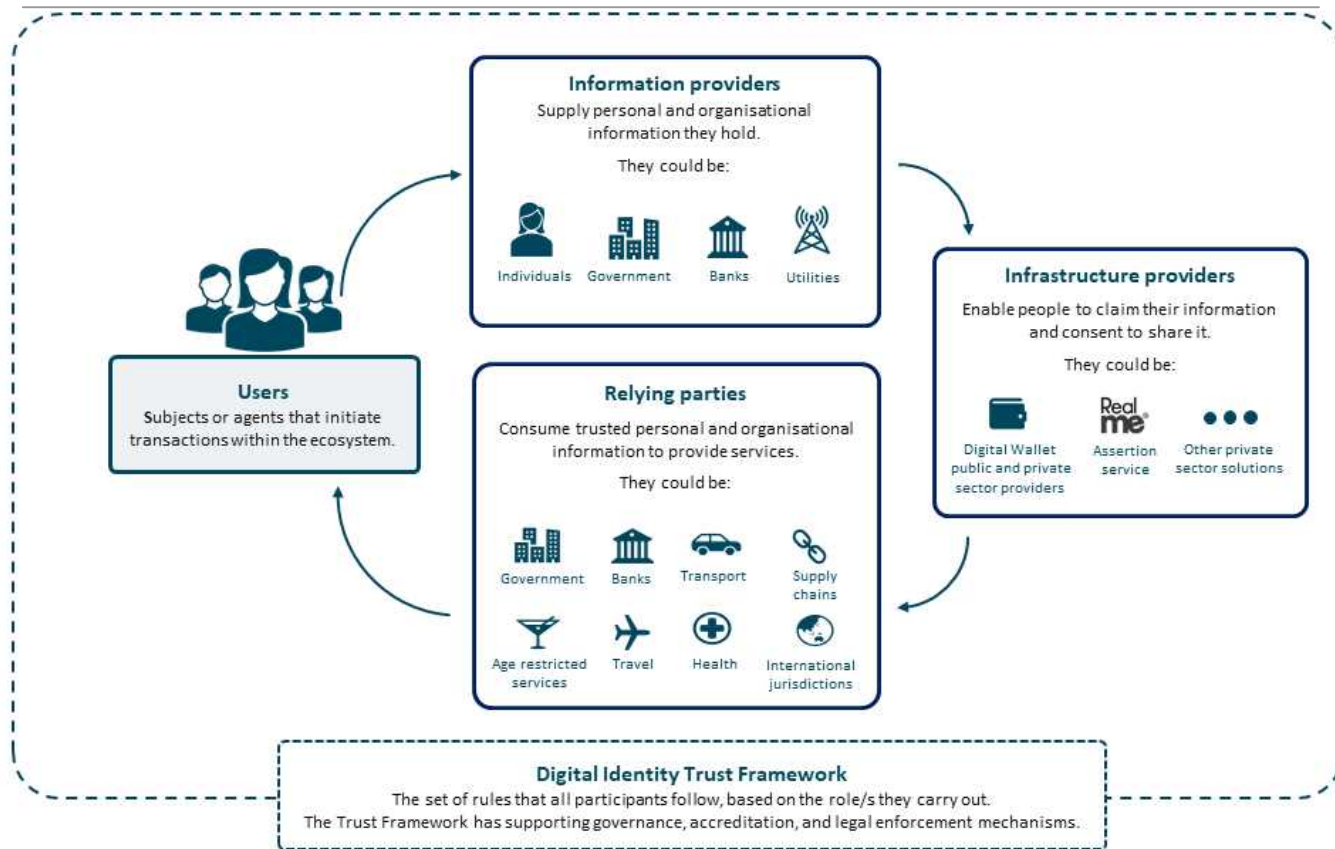 Information providers
Supply personal and organisational
information they hold.
They could be:
Individuals
Government
Banks
Utilities
Infrastructure providers
Enable people to claim their information
and consent to share it.
They could be:
Real
me®
Digital Wallet
public and private
sector providers
Assertion
service
Other private
sector solutions
Users
Subjects or agents that initiate
transactions within the ecosystem.
Relying parties
Consume trusted personal and organisational
information to provide services.
They could be:
Government
Banks
Transport
Supply
chains
Age restricted
services
Travel
Health
International
jurisdictions
Digital Identity Trust Framework
The set of rules that all participants follow, based on the role/s they carry out.
The Trust Framework has supporting governance, accreditation, and legal enforcement mechanisms.